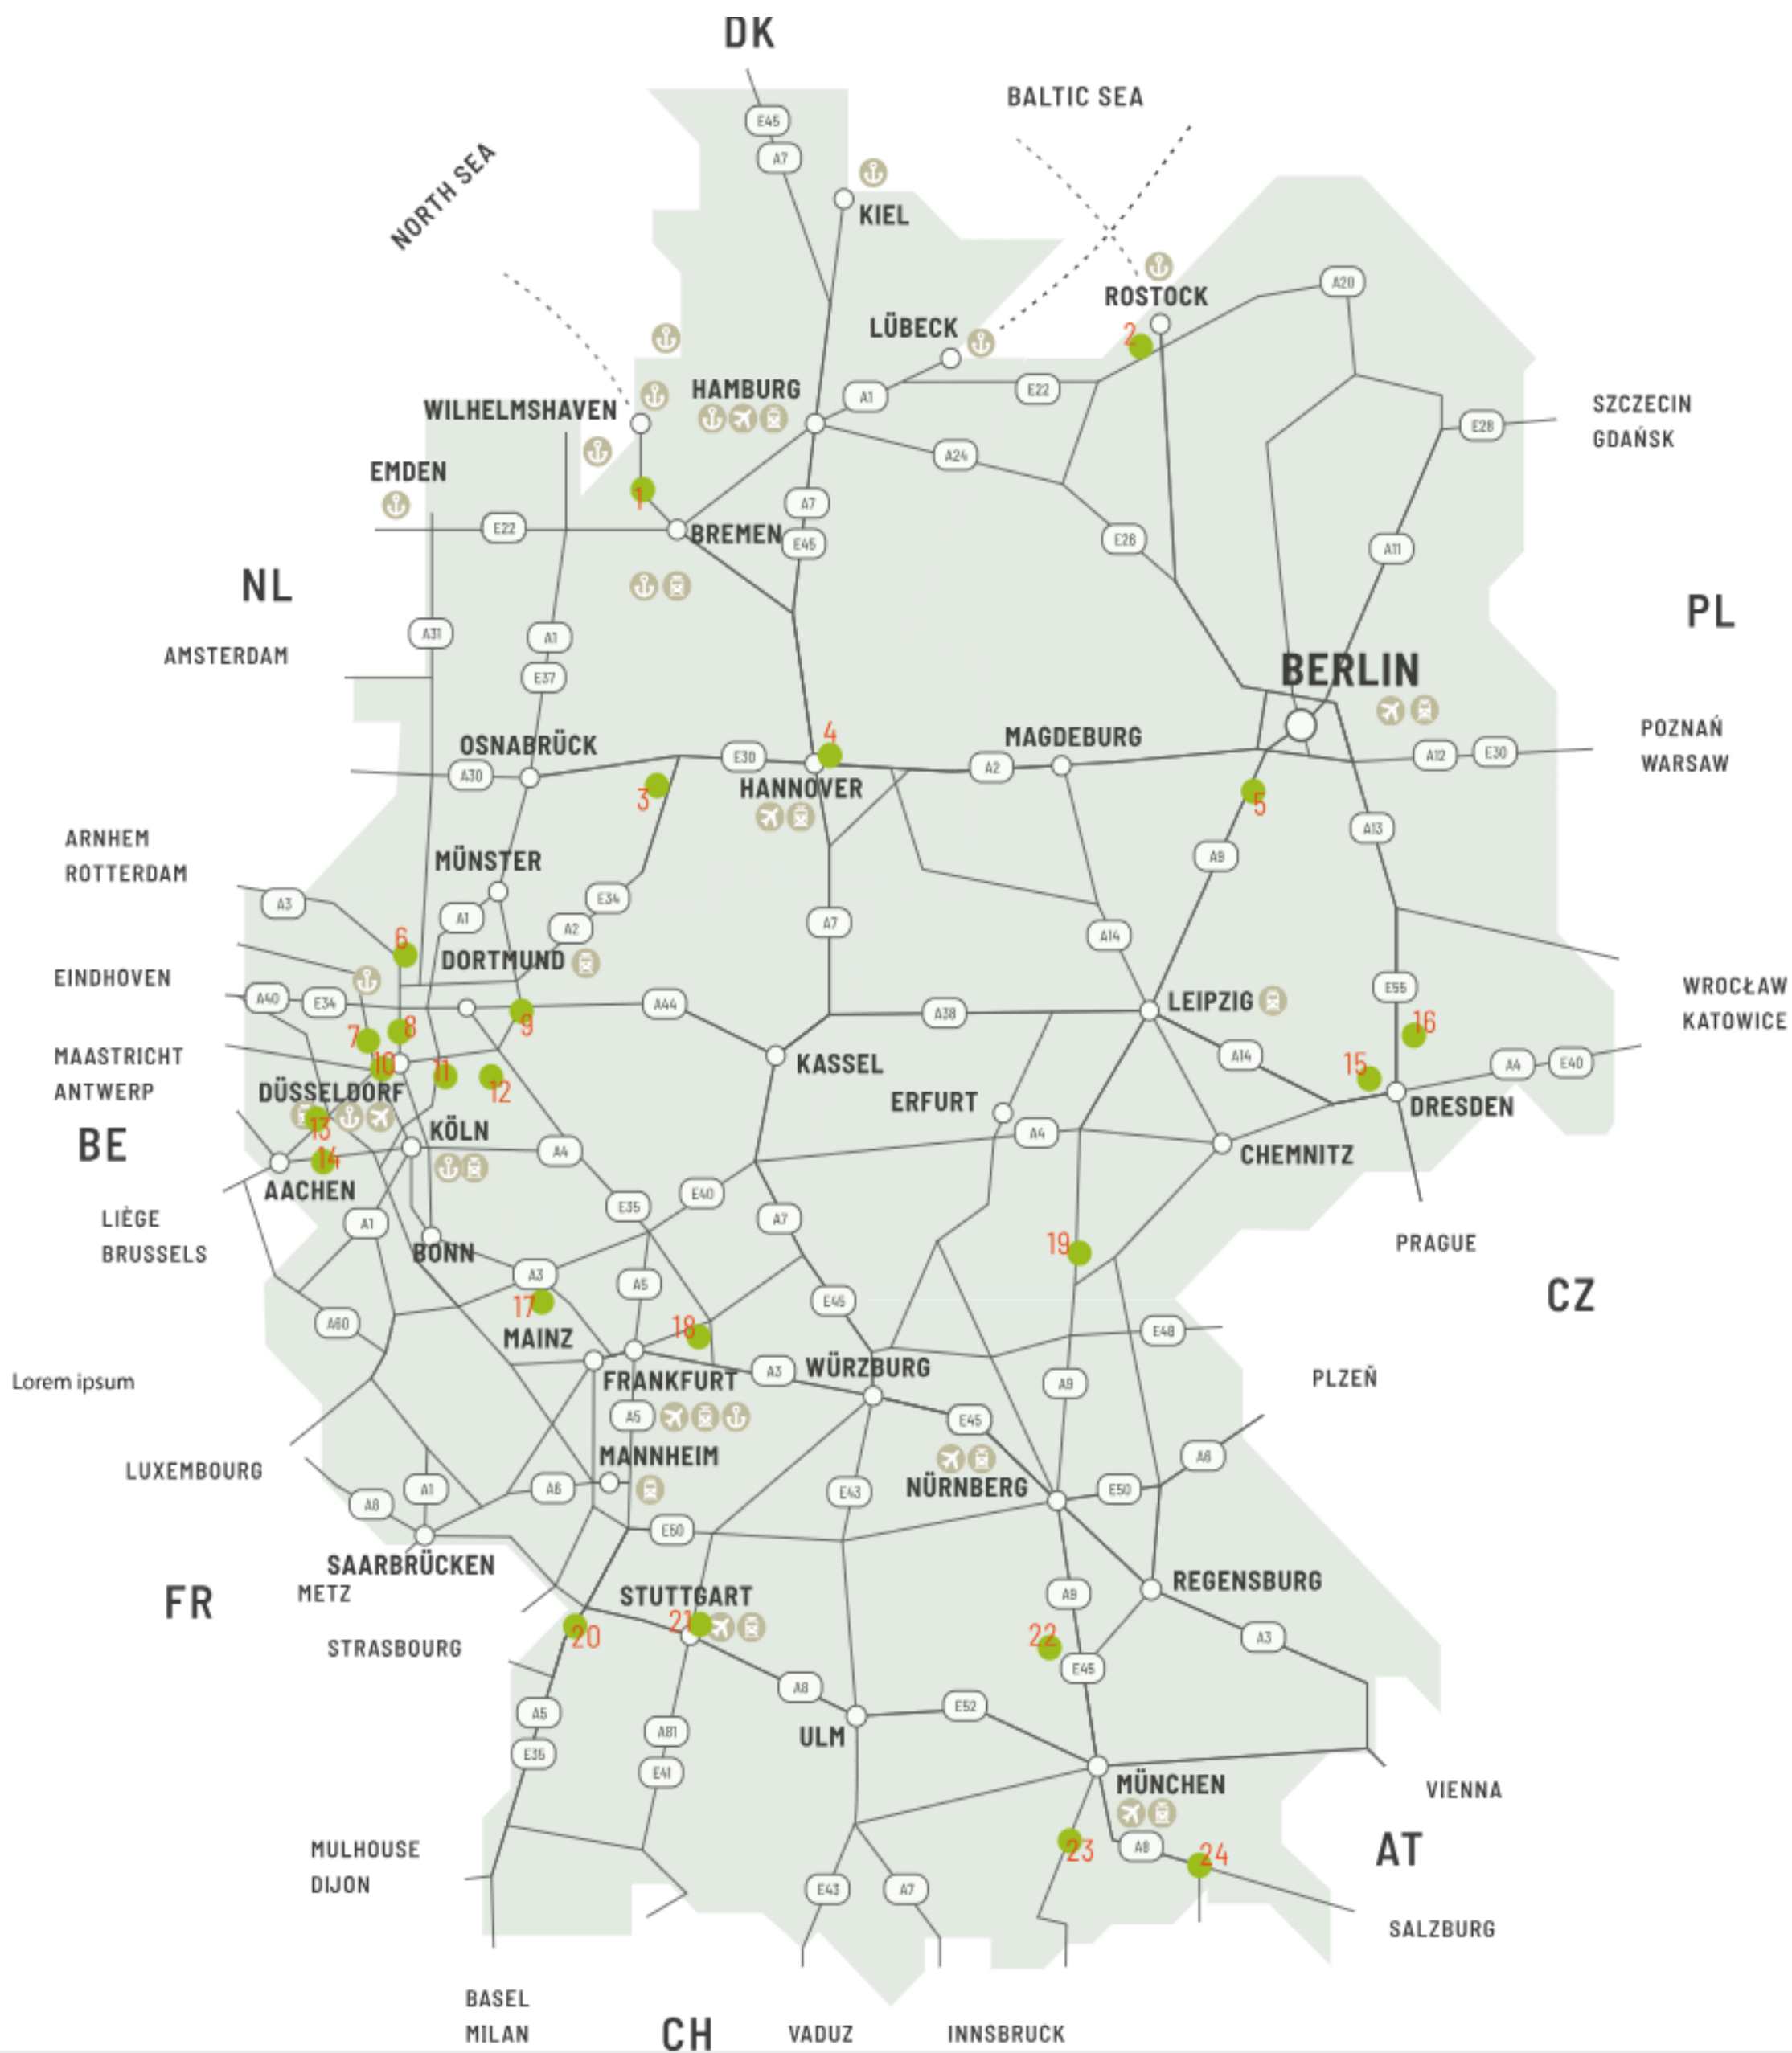 DK
BALTIC SEA
E45
NORTH SEA
A7
KIEL
A20
ROSTOCK
LÜBECK
2
HAMBURG
A1
E22
WILHELMSHAVEN
SZCZECIN
GDAŃSK
E28
A24
EMDEN
1
A7
E22
BREMEN
E45
E26
A11
NL
PL
A31
A1
AMSTERDAM
E37
BERLIN
4
OSNABRÜCK
MAGDEBURG
POZNAŃ
WARSAW
A30
E30
A2
A12
E30
3
HANNOVER
5
A13
ARNHEM
ROTTERDAM
MÜNSTER
A9
A3
E34
A1
A2
A7
A14
6
DORTMUND
EINDHOVEN
WROCŁAW
KATOWICE
A40
E34
A44
A38
LEIPZIG
E55
7
8
9
16
MAASTRICHT
ANTWERP
10
11
12
KASSEL
A14
15
A4
E40
DÜSSELDORF
ERFURT
DRESDEN
13
KÖLN
BE
14
A4
A4
CHEMNITZ
AACHEN
E40
LIÈGE
BRUSSELS
A1
E35
A7
PRAGUE
BONN
19
A3
A5
CZ
17
E45
A60
MAINZ
18
E48
Lorem ipsum
FRANKFURT
A3
WÜRZBURG
A9
PLZEŇ
A5
E45
LUXEMBOURG
MANNHEIM
A6
A8
A1
A6
E43
NÜRNBERG
E50
E50
SAARBRÜCKEN
METZ
FR
STUTTGART
A9
REGENSBURG
21
20
22
A3
STRASBOURG
E45
A8
A5
E52
A81
ULM
E35
E41
MÜNCHEN
VIENNA
MULHOUSE
DIJON
23
A8
24
AT
E43
A7
SALZBURG
BASEL
MILAN
CH
VADUZ
INNSBRUCK